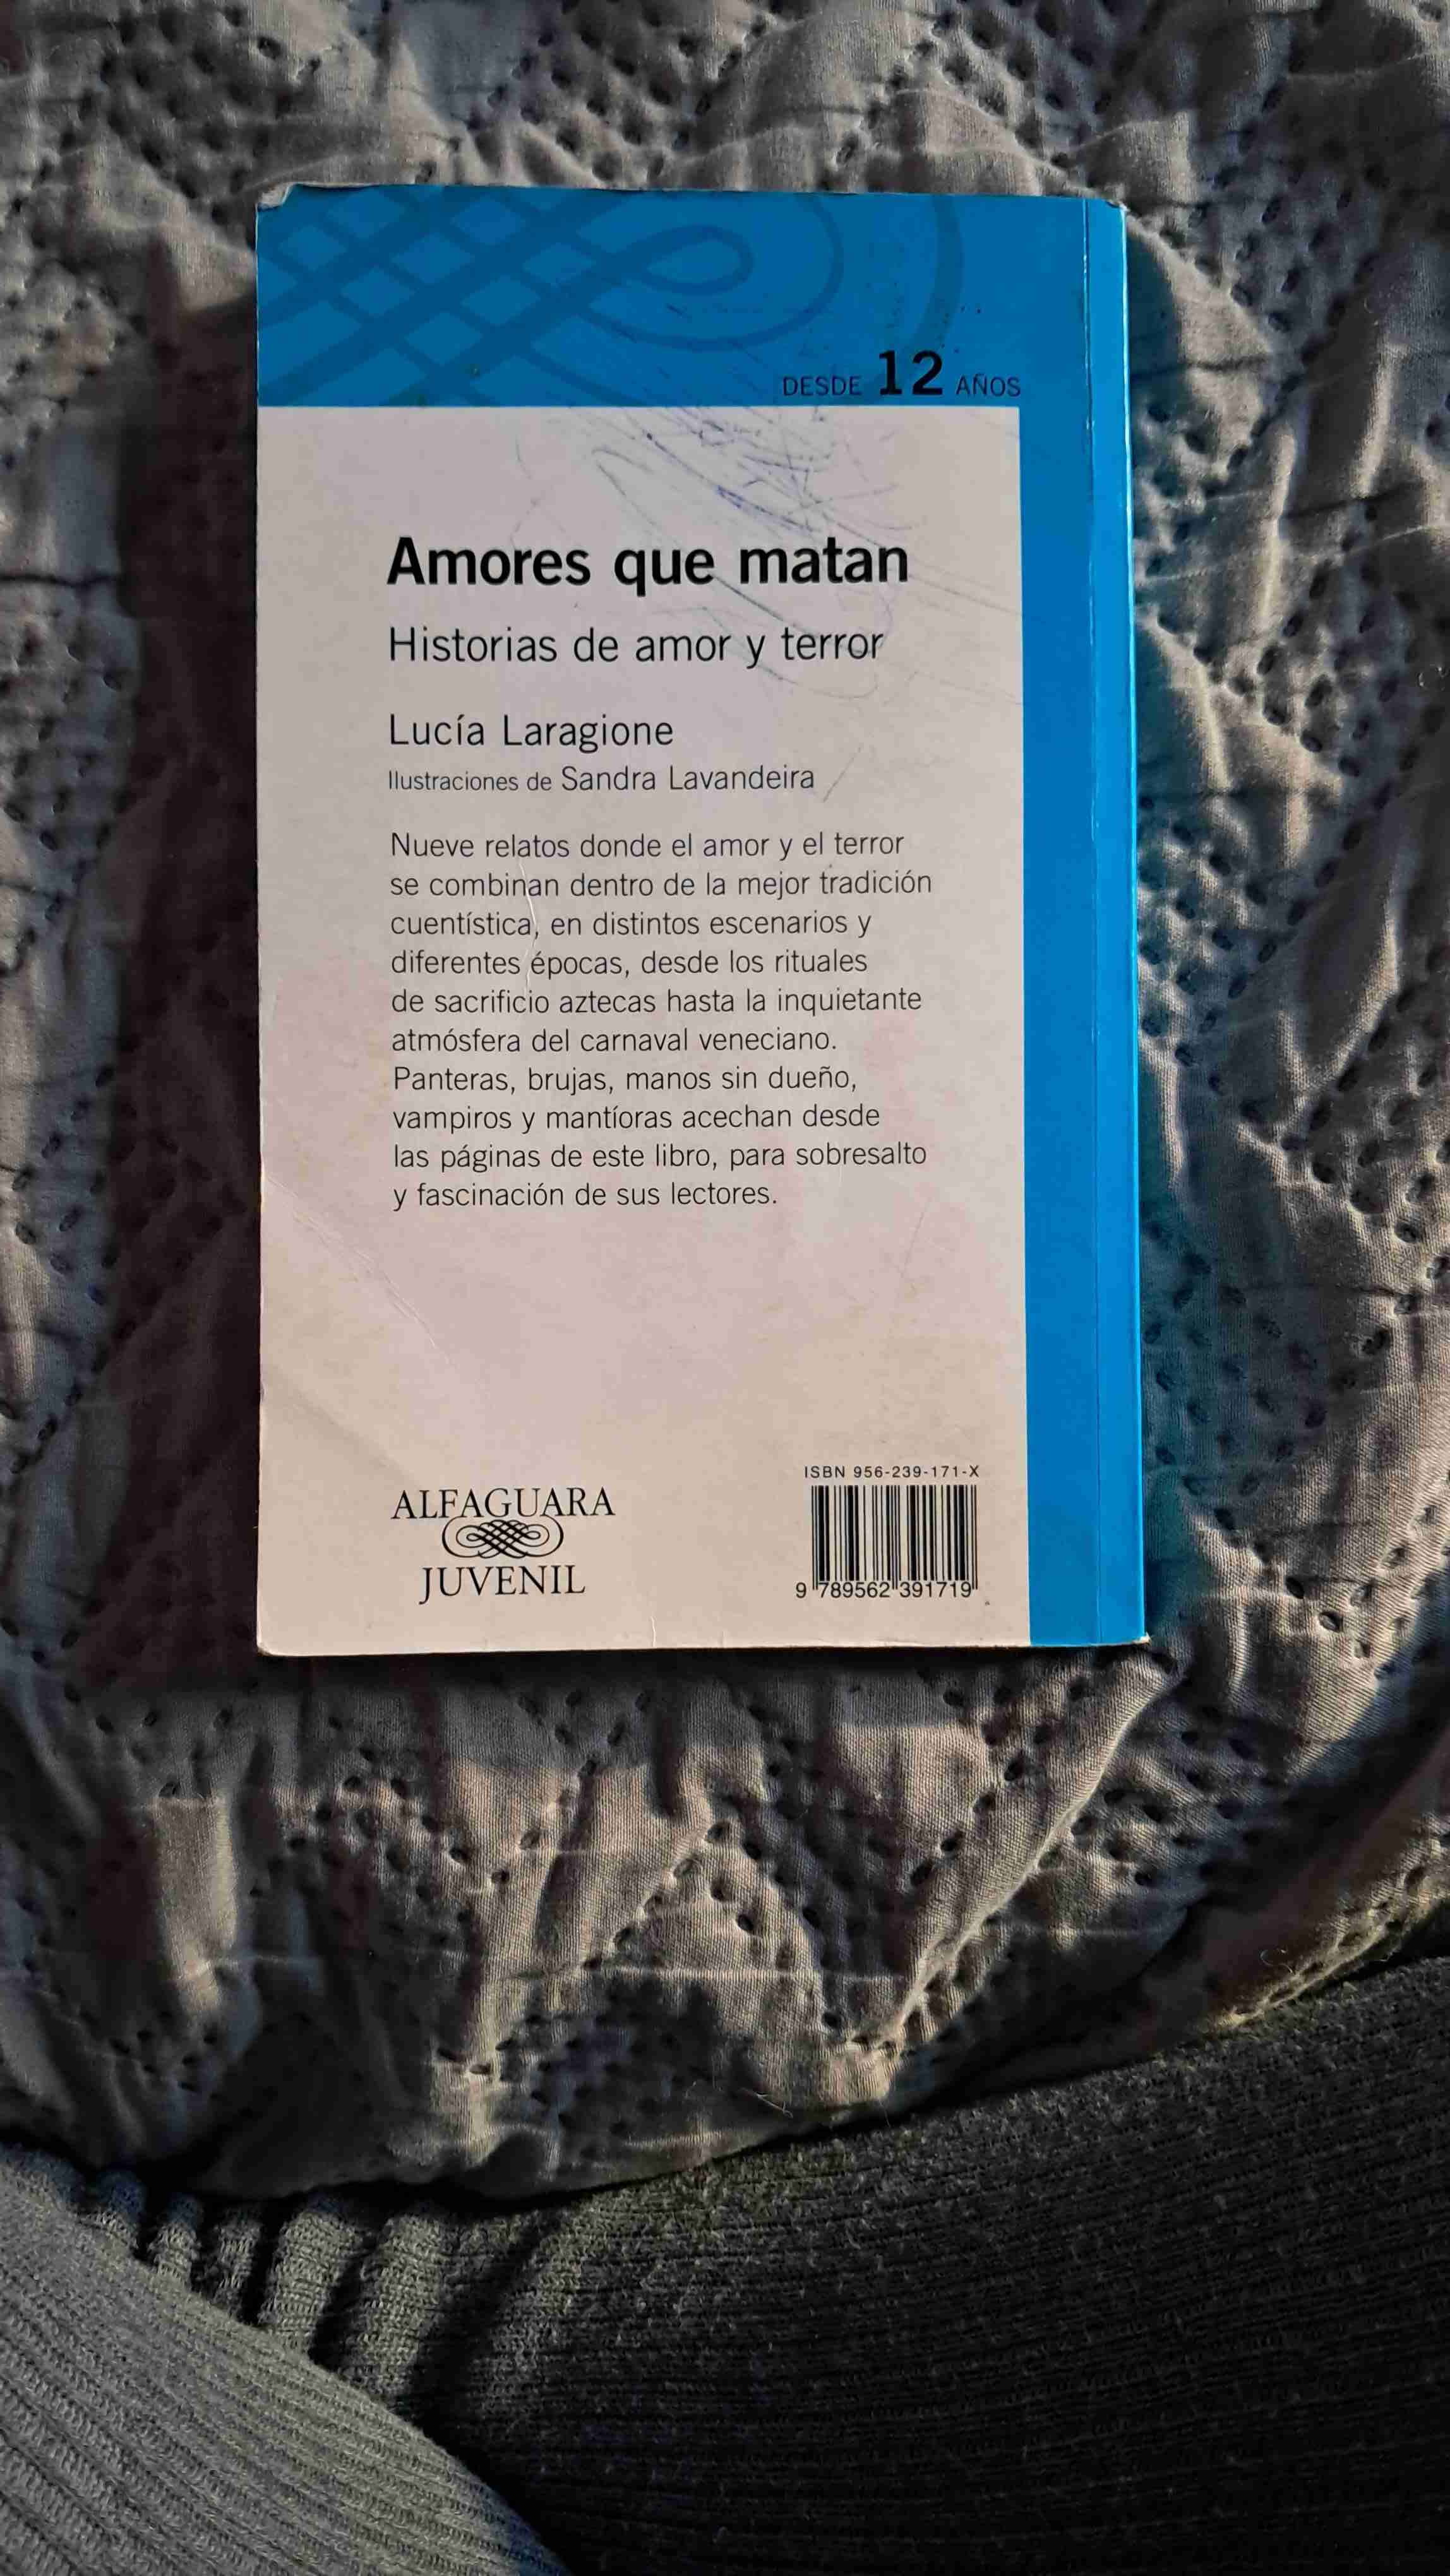 DESDE 12 AÑOS
Amores que matan
Historias de amor y terror
Lucía Laragione
Ilustraciones de Sandra Lavandeira
Nueve relatos donde el amor y el terror
se combinan dentro de la mejor tradición
cuentística, en distintos escenarios y
diferentes épocas, desde los rituales
de sacrificio aztecas hasta la inquietante
atmósfera del carnaval veneciano.
Panteras, brujas, manos sin dueño,
vampiros y mantíoras acechan desde
las páginas de este libro, para sobresalto
y fascinación de sus lectores.
ALFAGUARA
JUVENIL
ISBN 956-239-171-X
9 789562 391719